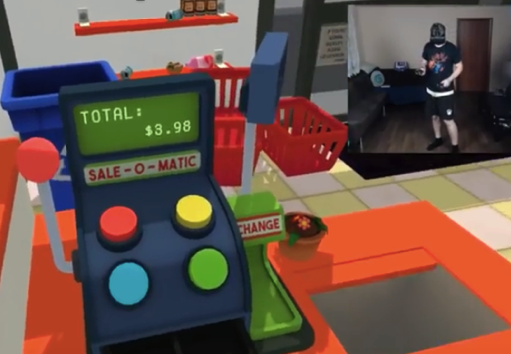 TOTAL:
$3.98
SALE-O-MATIC
CHANGE